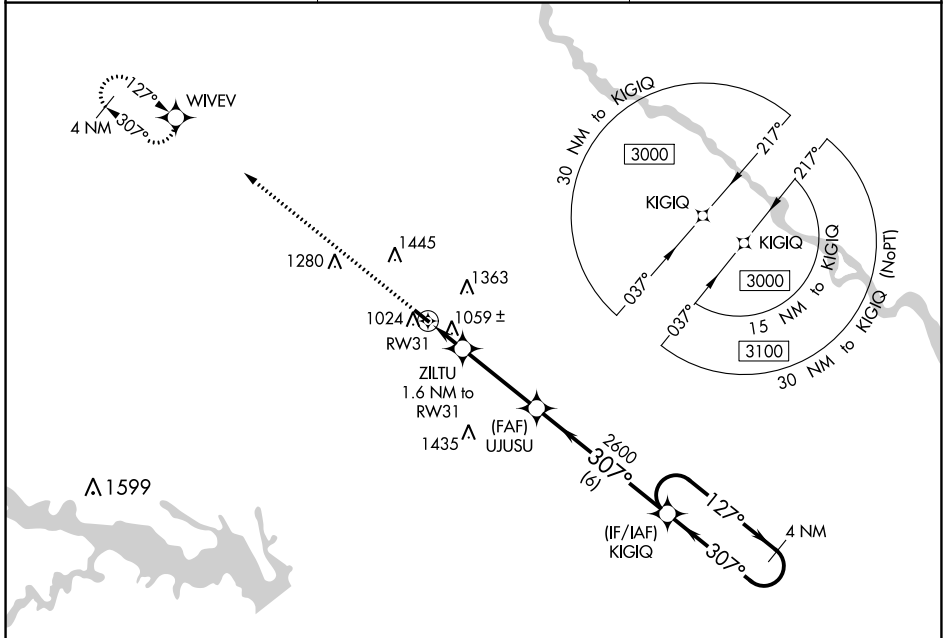 127°
WIVEV
4 NM
307°
30 NM to KIGIQ
3000
217°
217°
KIGIQ
KIGIQ
037°
037°
3000
15 NM to KIGIQ
3100
30 NM to KIGIQ (NoPT)
1445
1280
1363
1024
1059 ±
RW31
ZILTU
1.6 NM to
RW31
1435
(FAF)
UJUSU
2600
307°
(6)
1599
(IF/IAF)
KIGIQ
127°
4 NM
307°